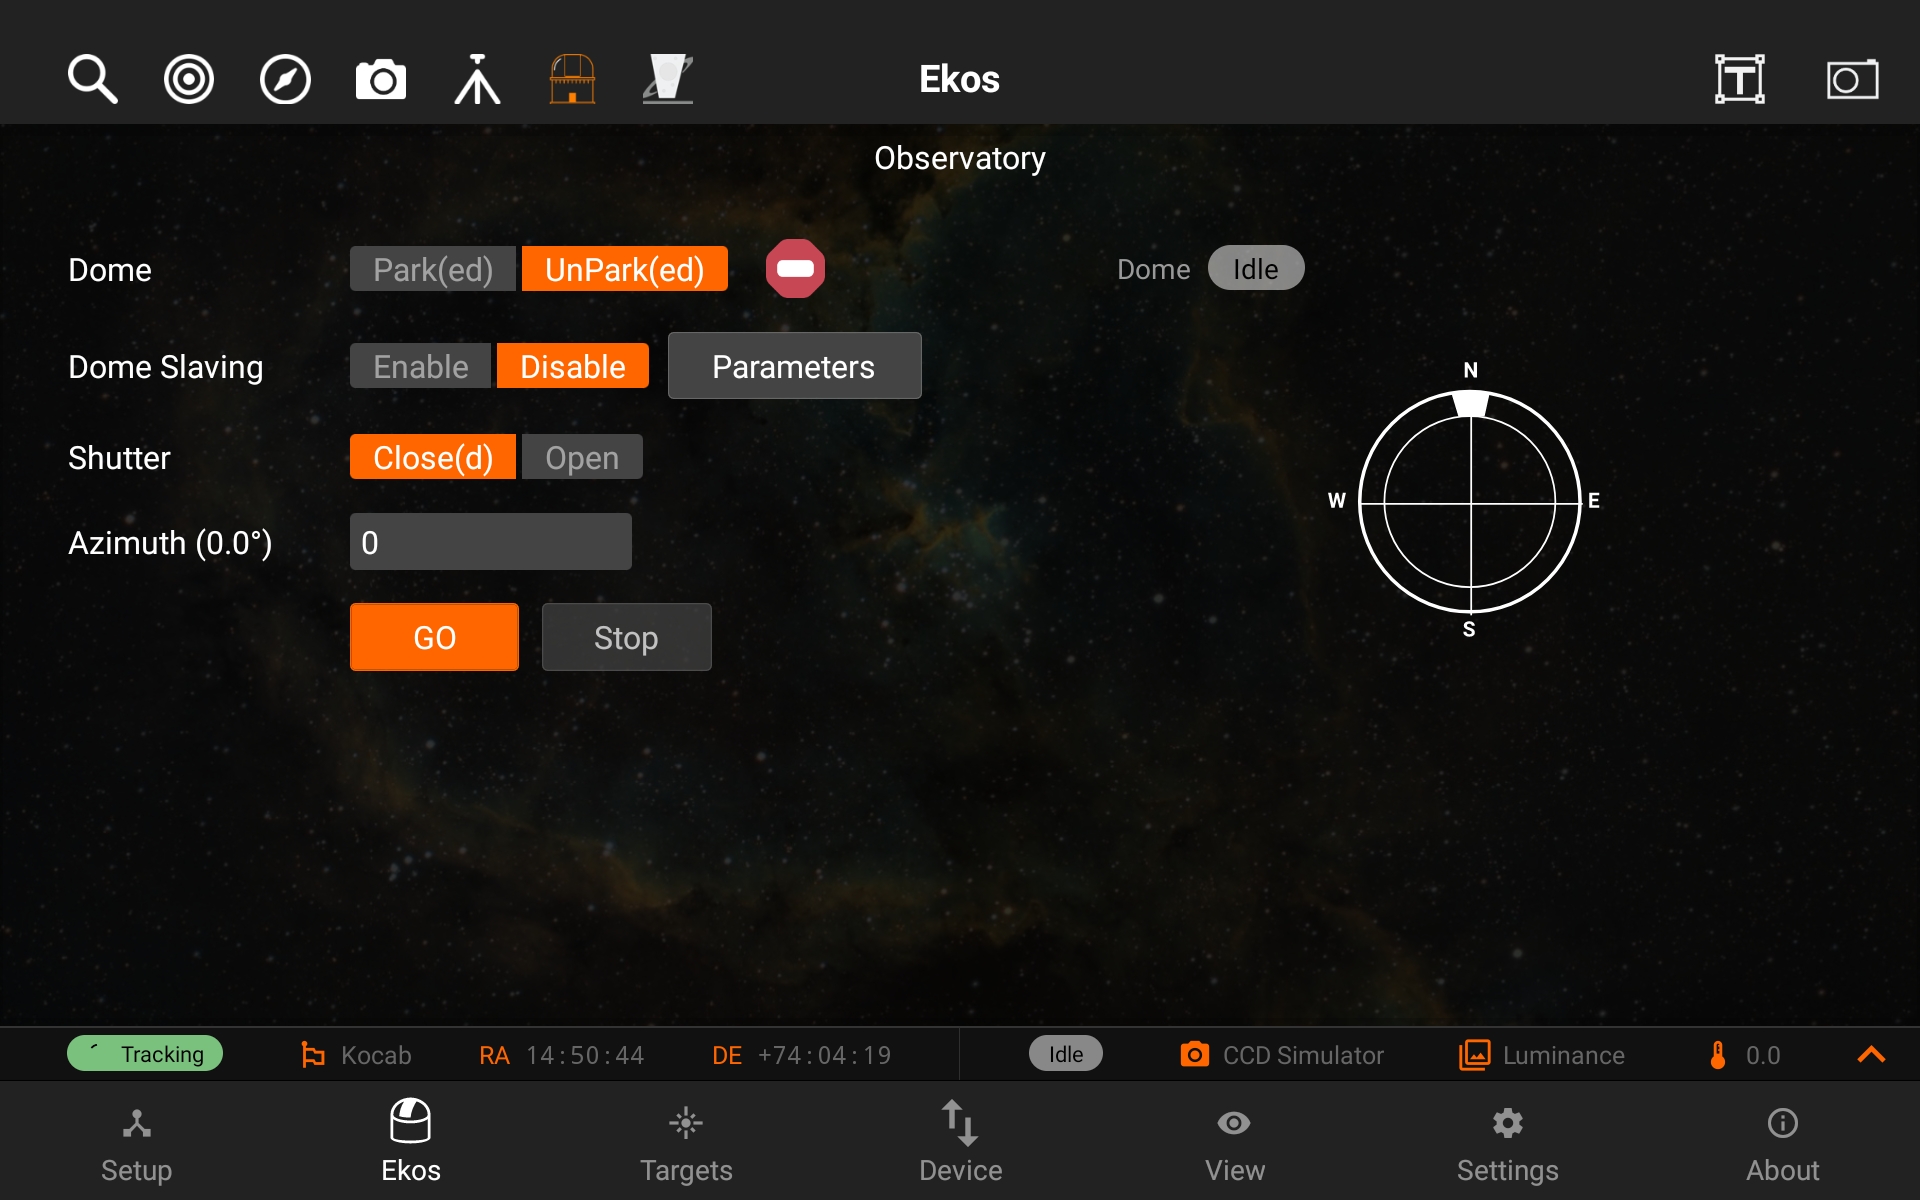 Ekos
T
Observatory
Dome Park(ed) UnPark(ed) Dome Idle
Dome Slaving Enable Disable Parameters
N
Shutter Close(d) Open
W E
Azimuth (0.0°) 0
S
GO Stop
Tracking Kocab RA 14:50:44 DE +74:04:19 Idle CCD Simulator Luminance 0.0
Setup Ekos Targets Device View Settings About